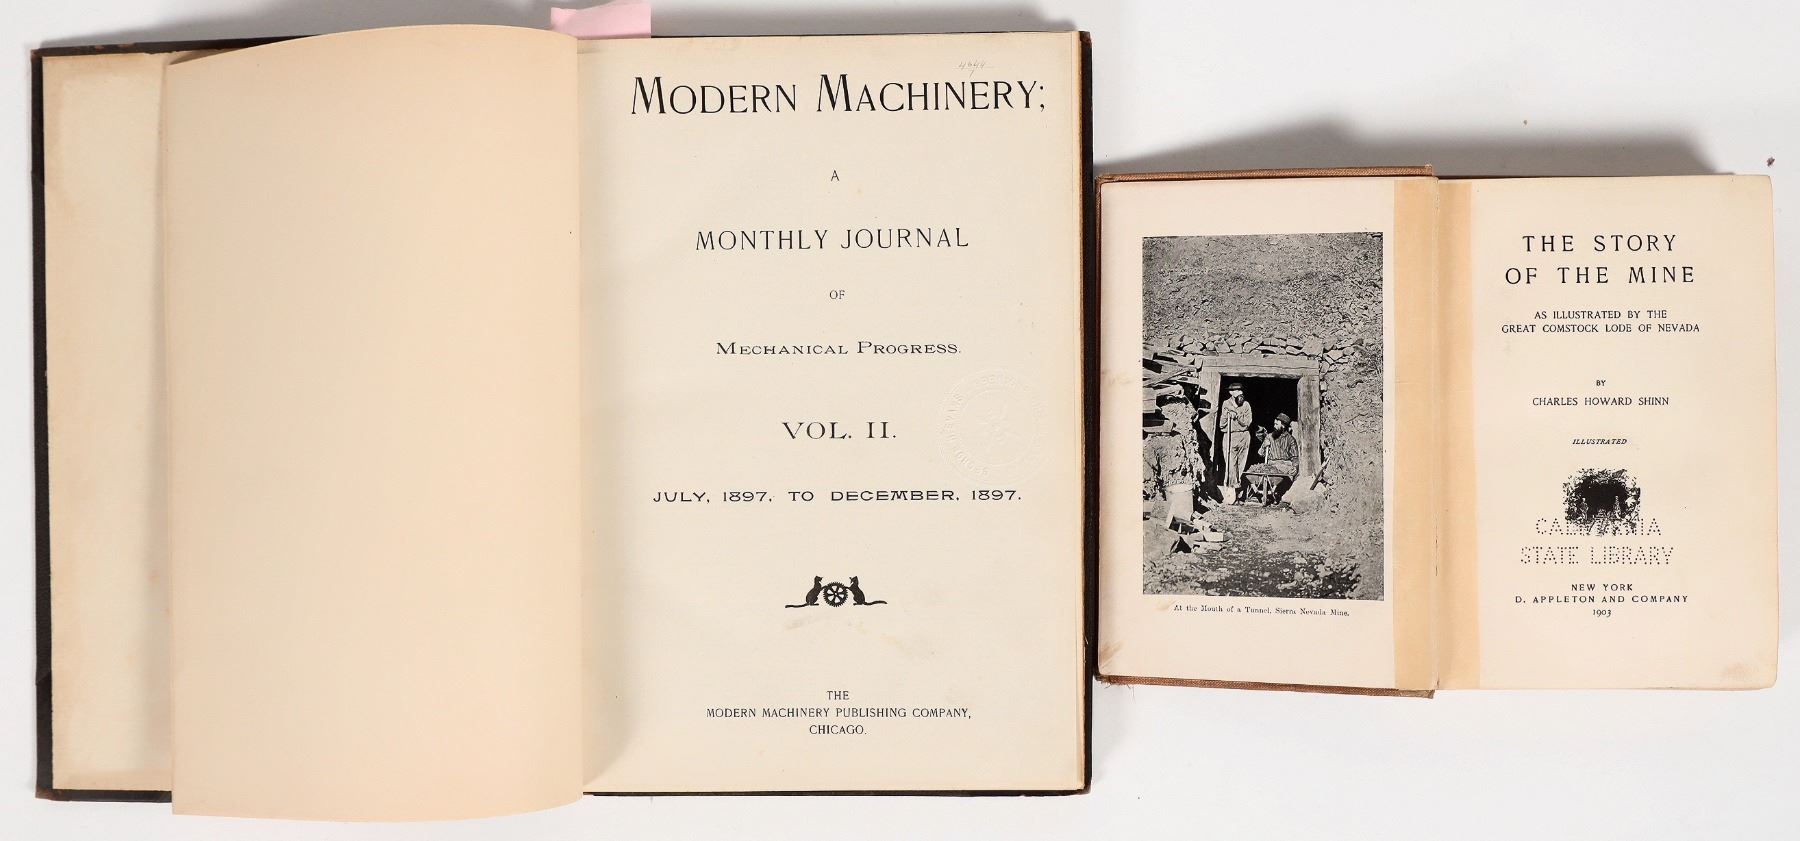 4644
MODERN MACHINERY;
A
MONTHLY JOURNAL
OF
MECHANICAL PROGRESS.
VOL. II.
JULY, 1897, TO DECEMBER, 1897.
THE
MODERN MACHINERY PUBLISHING COMPANY,
CHICAGO.
At the Mouth of a Tunnel, Sierra Nevada Mine.
THE STORY
OF THE MINE
AS ILLUSTRATED BY THE
GREAT COMSTOCK LODE OF NEVADA
BY
CHARLES HOWARD SHINN
ILLUSTRATED
CALIFORNIA
STATE LIBRARY
NEW YORK
D. APPLETON AND COMPANY
1903